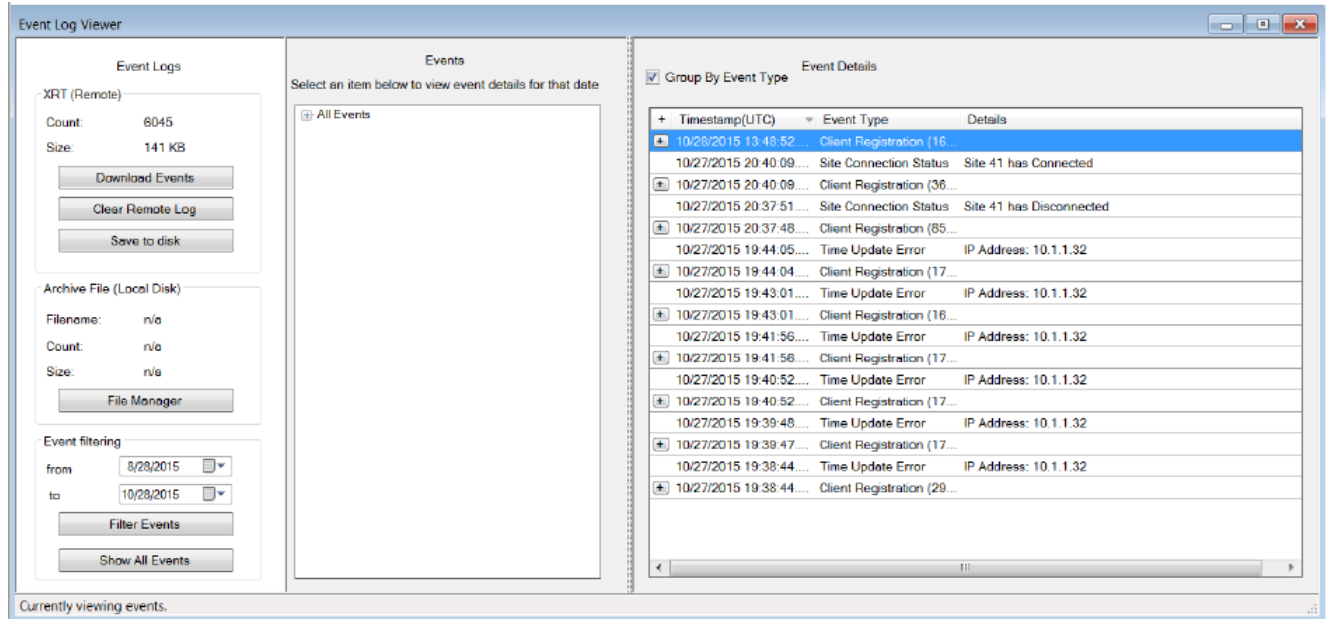 Event Log Viewer
Event Logs
XRT (Remote)
Count: 6045
Size: 141 KB
Download Events
Clear Remote Log
Save to disk
Archive File (Local Disk)
Filename: n/a
Count: n/a
Size: n/a
File Manager
Event filtering
from 8/28/2015
to 10/28/2015
Filter Events
Show All Events
Events
Select an item below to view event details for that date
All Events
Event Details
Group By Event Type
+ Timestamp(UTC) Event Type Details
10/28/2015 13:48:52.... Client Registration (16...
10/27/2015 20:40:09.... Site Connection Status Site 41 has Connected
10/27/2015 20:40:09.... Client Registration (36...
10/27/2015 20:37:51.... Site Connection Status Site 41 has Disconnected
10/27/2015 20:37:48.... Client Registration (85...
10/27/2015 19:44:05.... Time Update Error IP Address: 10.1.1.32
10/27/2015 19:44:04.... Client Registration (17...
10/27/2015 19:43:01.... Time Update Error IP Address: 10.1.1.32
10/27/2015 19:43:01.... Client Registration (16...
10/27/2015 19:41:56.... Time Update Error IP Address: 10.1.1.32
10/27/2015 19:41:56.... Client Registration (17...
10/27/2015 19:40:52.... Time Update Error IP Address: 10.1.1.32
10/27/2015 19:40:52.... Client Registration (17...
10/27/2015 19:39:48.... Time Update Error IP Address: 10.1.1.32
10/27/2015 19:39:47.... Client Registration (17...
10/27/2015 19:38:44.... Time Update Error IP Address: 10.1.1.32
10/27/2015 19:38:44.... Client Registration (29...
Currently viewing events.